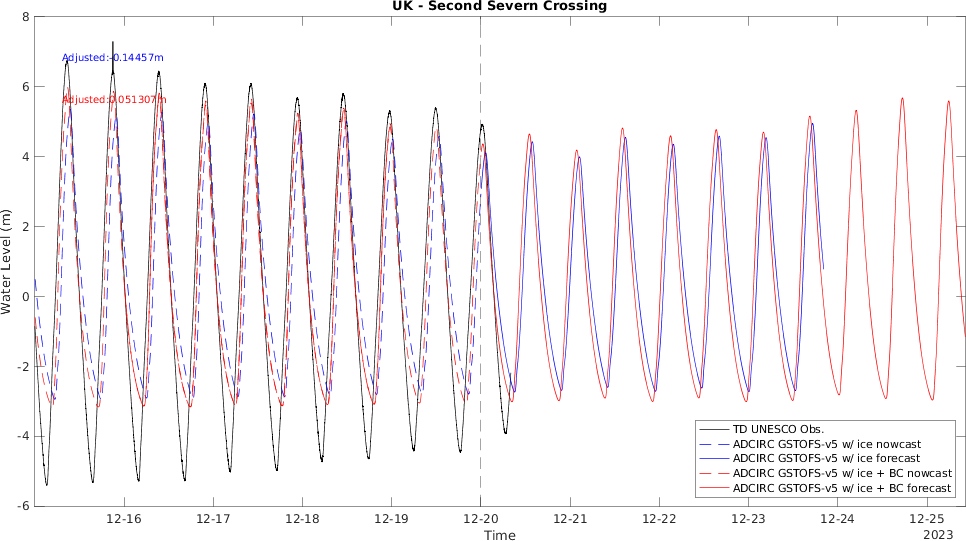 UK - Second Severn Crossing
8
Adjusted:-0.14457m
6
Adjusted:0.051307m
4
2
Water Level (m)
0
-2
-4
-6
TD UNESCO Obs.
ADCIRC GSTOFS-v5 w/ ice nowcast
ADCIRC GSTOFS-v5 w/ ice forecast
ADCIRC GSTOFS-v5 w/ ice + BC nowcast
ADCIRC GSTOFS-v5 w/ ice + BC forecast
12-16 12-17 12-18 12-19 12-20 12-21 12-22 12-23 12-24 12-25
Time
2023